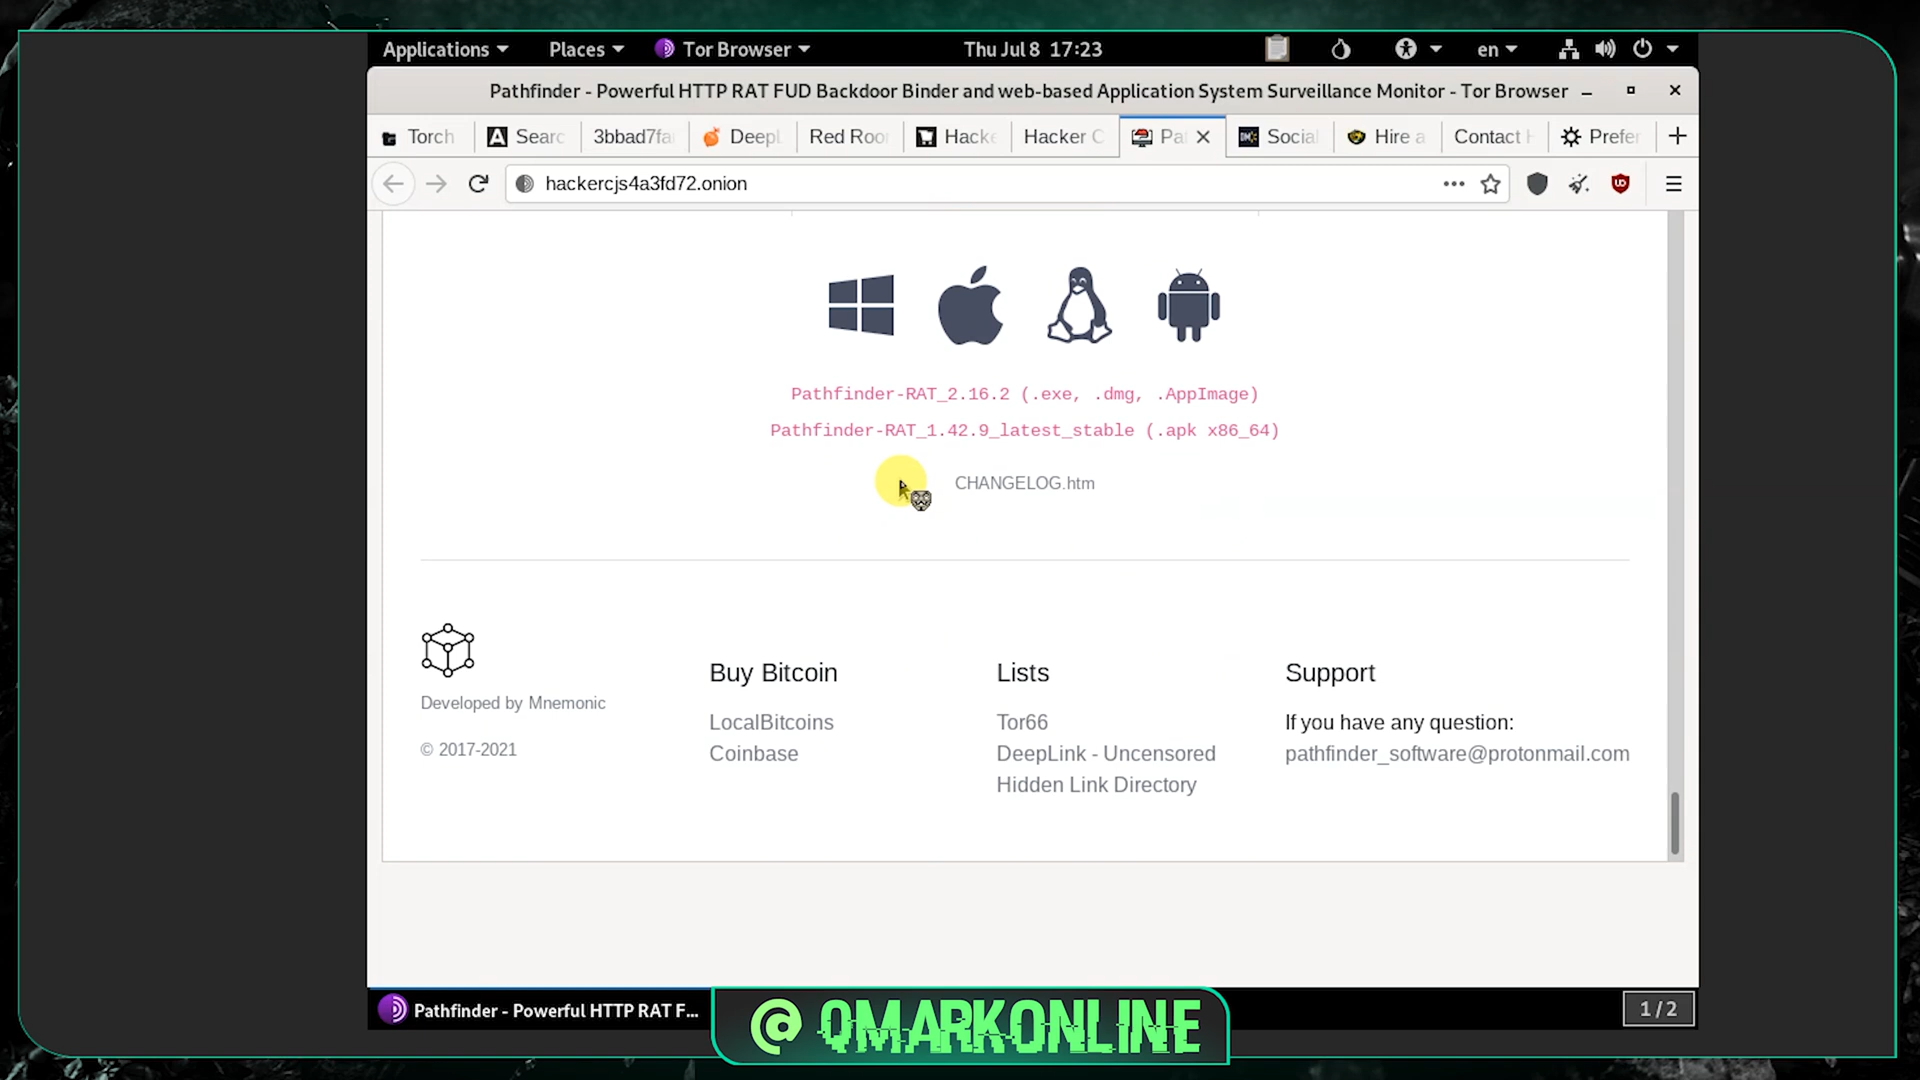 Applications Places Tor Browser Thu Jul 8 17:23 en
Pathfinder - Powerful HTTP RAT FUD Backdoor Binder and web-based Application System Surveillance Monitor - Tor Browser
Torch Searc 3bbad7fa DeepL Red Roo Hacke Hacker C Pa Social Hire a Contact H Prefer
hackercjs4a3fd72.onion
Pathfinder-RAT_2.16.2 (.exe, .dmg, .AppImage)
Pathfinder-RAT_1.42.9_latest_stable (.apk x86_64)
CHANGELOG.htm
Developed by Mnemonic
© 2017-2021
Buy Bitcoin
LocalBitcoins
Coinbase
Lists
Tor66
DeepLink - Uncensored
Hidden Link Directory
Support
If you have any question:
pathfinder_software@protonmail.com
Pathfinder - Powerful HTTP RAT F...
1 / 2
@QMARKONLINE